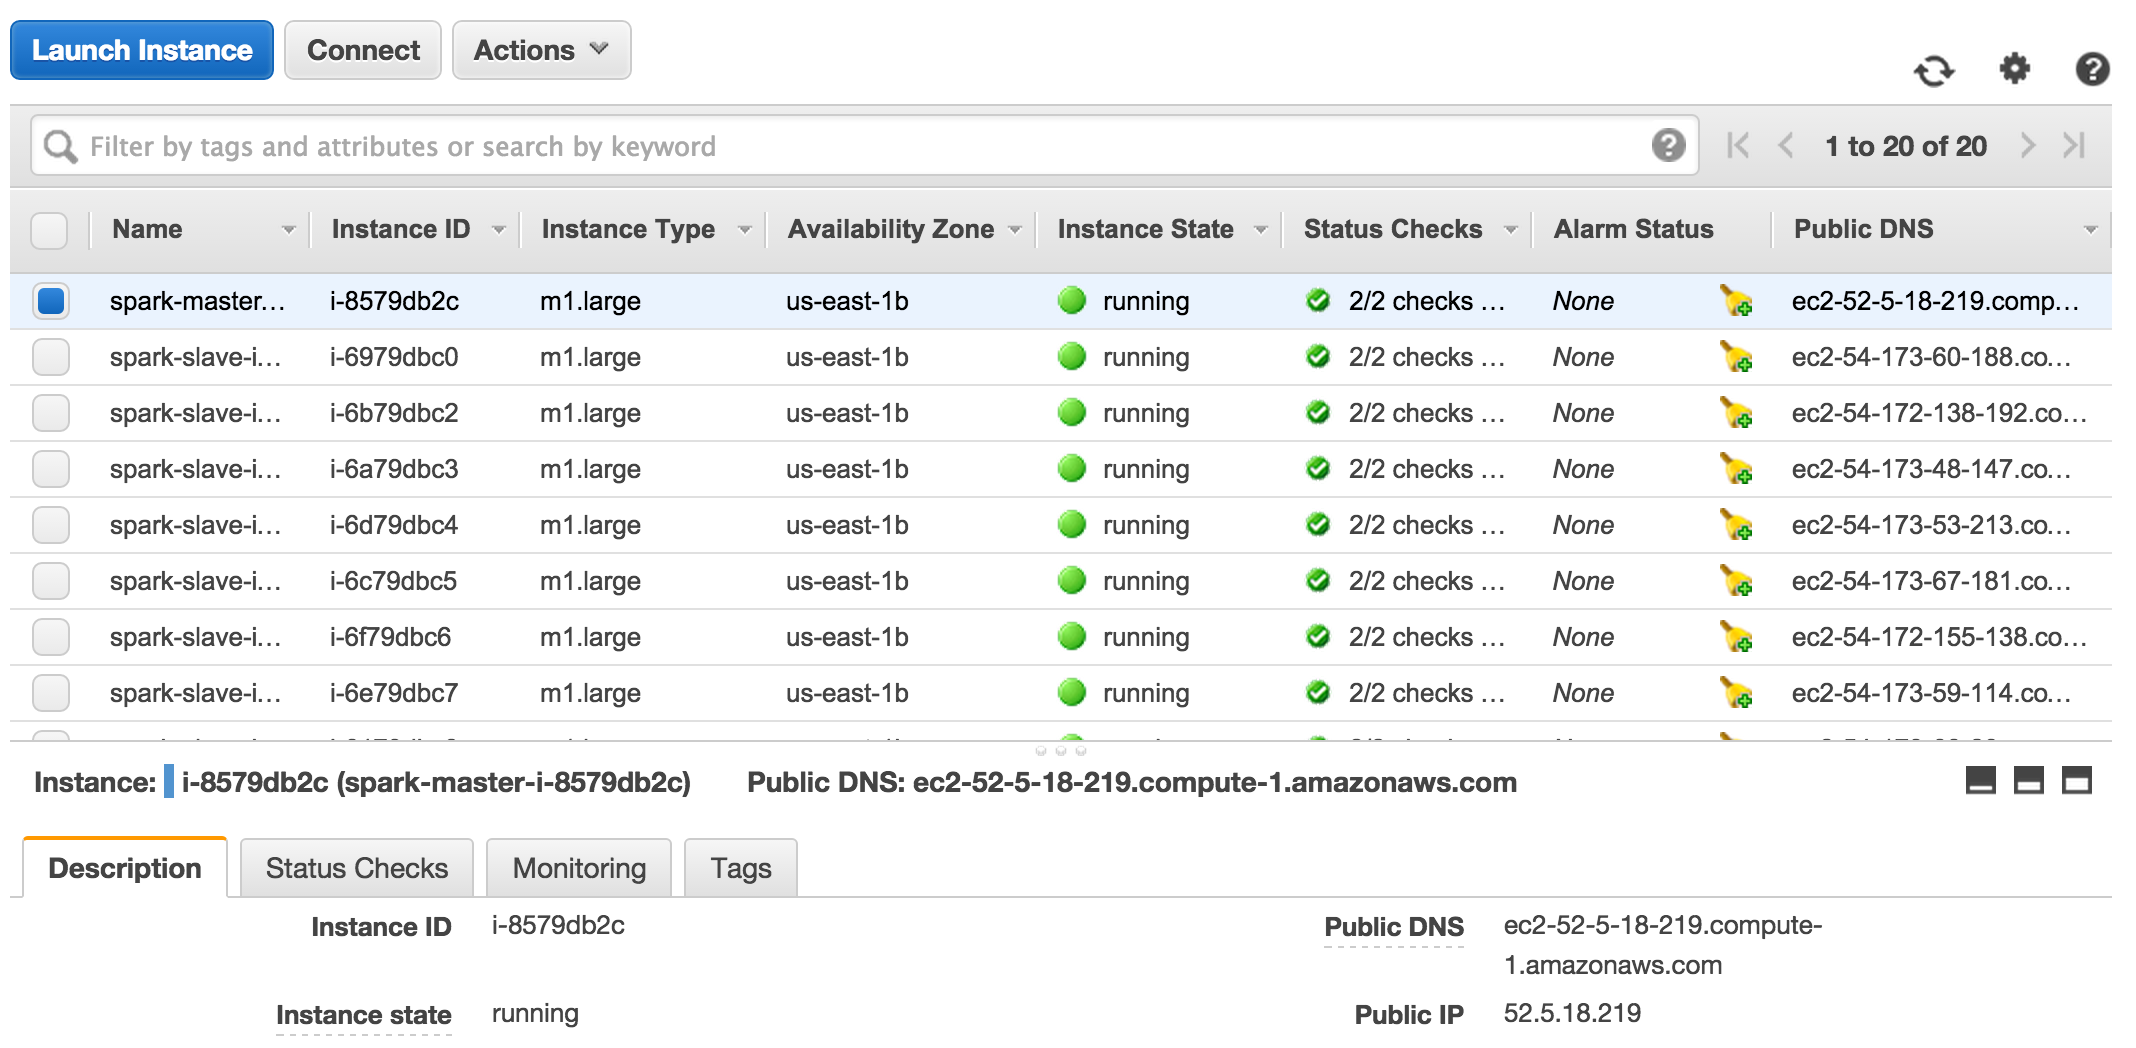 Launch Instance Connect Actions
Filter by tags and attributes or search by keyword 1 to 20 of 20
Name Instance ID Instance Type Availability Zone Instance State Status Checks Alarm Status Public DNS
spark-master... i-8579db2c m1.large us-east-1b running 2/2 checks ... None ec2-52-5-18-219.comp...
spark-slave-i... i-6979dbc0 m1.large us-east-1b running 2/2 checks ... None ec2-54-173-60-188.co...
spark-slave-i... i-6b79dbc2 m1.large us-east-1b running 2/2 checks ... None ec2-54-172-138-192.co...
spark-slave-i... i-6a79dbc3 m1.large us-east-1b running 2/2 checks ... None ec2-54-173-48-147.co...
spark-slave-i... i-6d79dbc4 m1.large us-east-1b running 2/2 checks ... None ec2-54-173-53-213.co...
spark-slave-i... i-6c79dbc5 m1.large us-east-1b running 2/2 checks ... None ec2-54-173-67-181.co...
spark-slave-i... i-6f79dbc6 m1.large us-east-1b running 2/2 checks ... None ec2-54-172-155-138.co...
spark-slave-i... i-6e79dbc7 m1.large us-east-1b running 2/2 checks ... None ec2-54-173-59-114.co...
Instance: i-8579db2c (spark-master-i-8579db2c) Public DNS: ec2-52-5-18-219.compute-1.amazonaws.com
Description Status Checks Monitoring Tags
Instance ID i-8579db2c Public DNS ec2-52-5-18-219.compute-
1.amazonaws.com
Instance state running Public IP 52.5.18.219